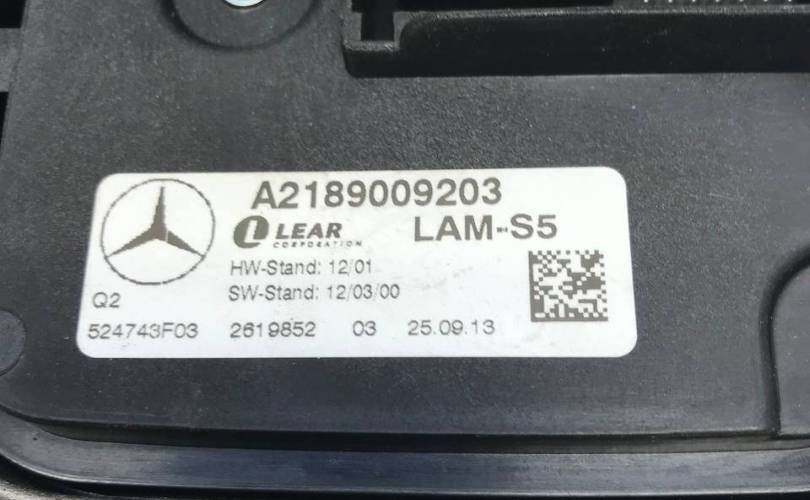 A2189009203
LEAR LAM-S5
CORPORATION
HW-Stand: 12/01
SW-Stand: 12/03/00
Q2
524743F03 2619852 03 25.09.13